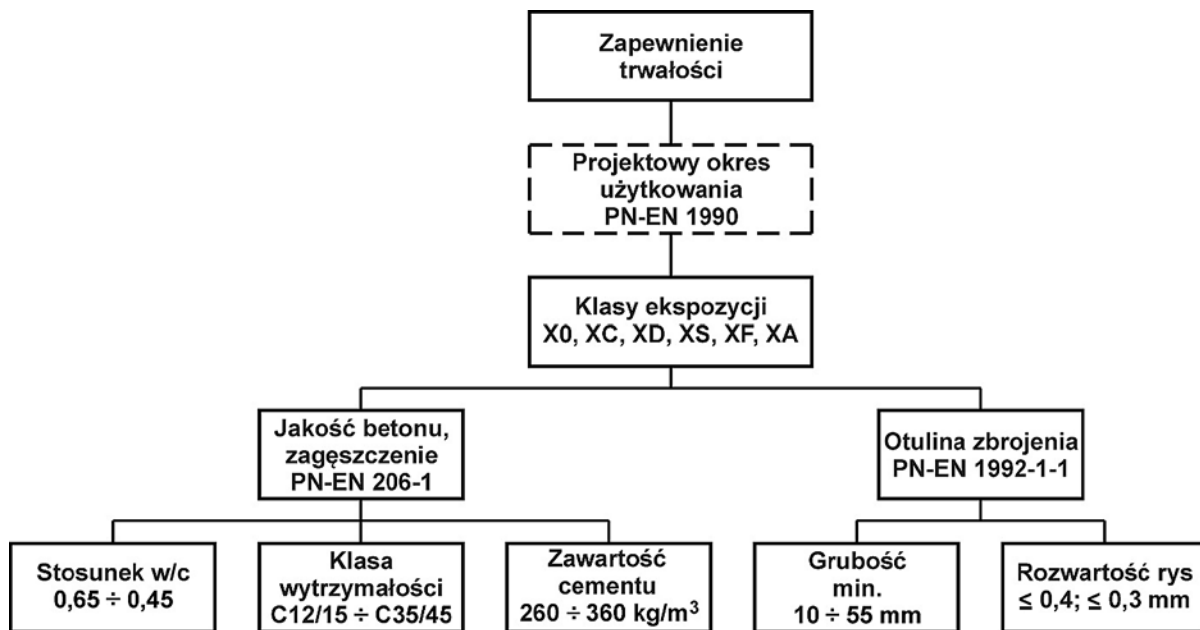 Zapewnienie
trwałości
Projektowy okres
użytkowania
PN-EN 1990
Klasy ekspozycji
X0, XC, XD, XS, XF, XA
Jakość betonu,
zagęszczenie
PN-EN 206-1
Otulina zbrojenia
PN-EN 1992-1-1
Stosunek w/c
0,65 ÷ 0,45
Klasa
wytrzymałości
C12/15 ÷ C35/45
Zawartość
cementu
260 ÷ 360 kg/m³
Grubość
min.
10 ÷ 55 mm
Rozwartość rys
≤ 0,4; ≤ 0,3 mm